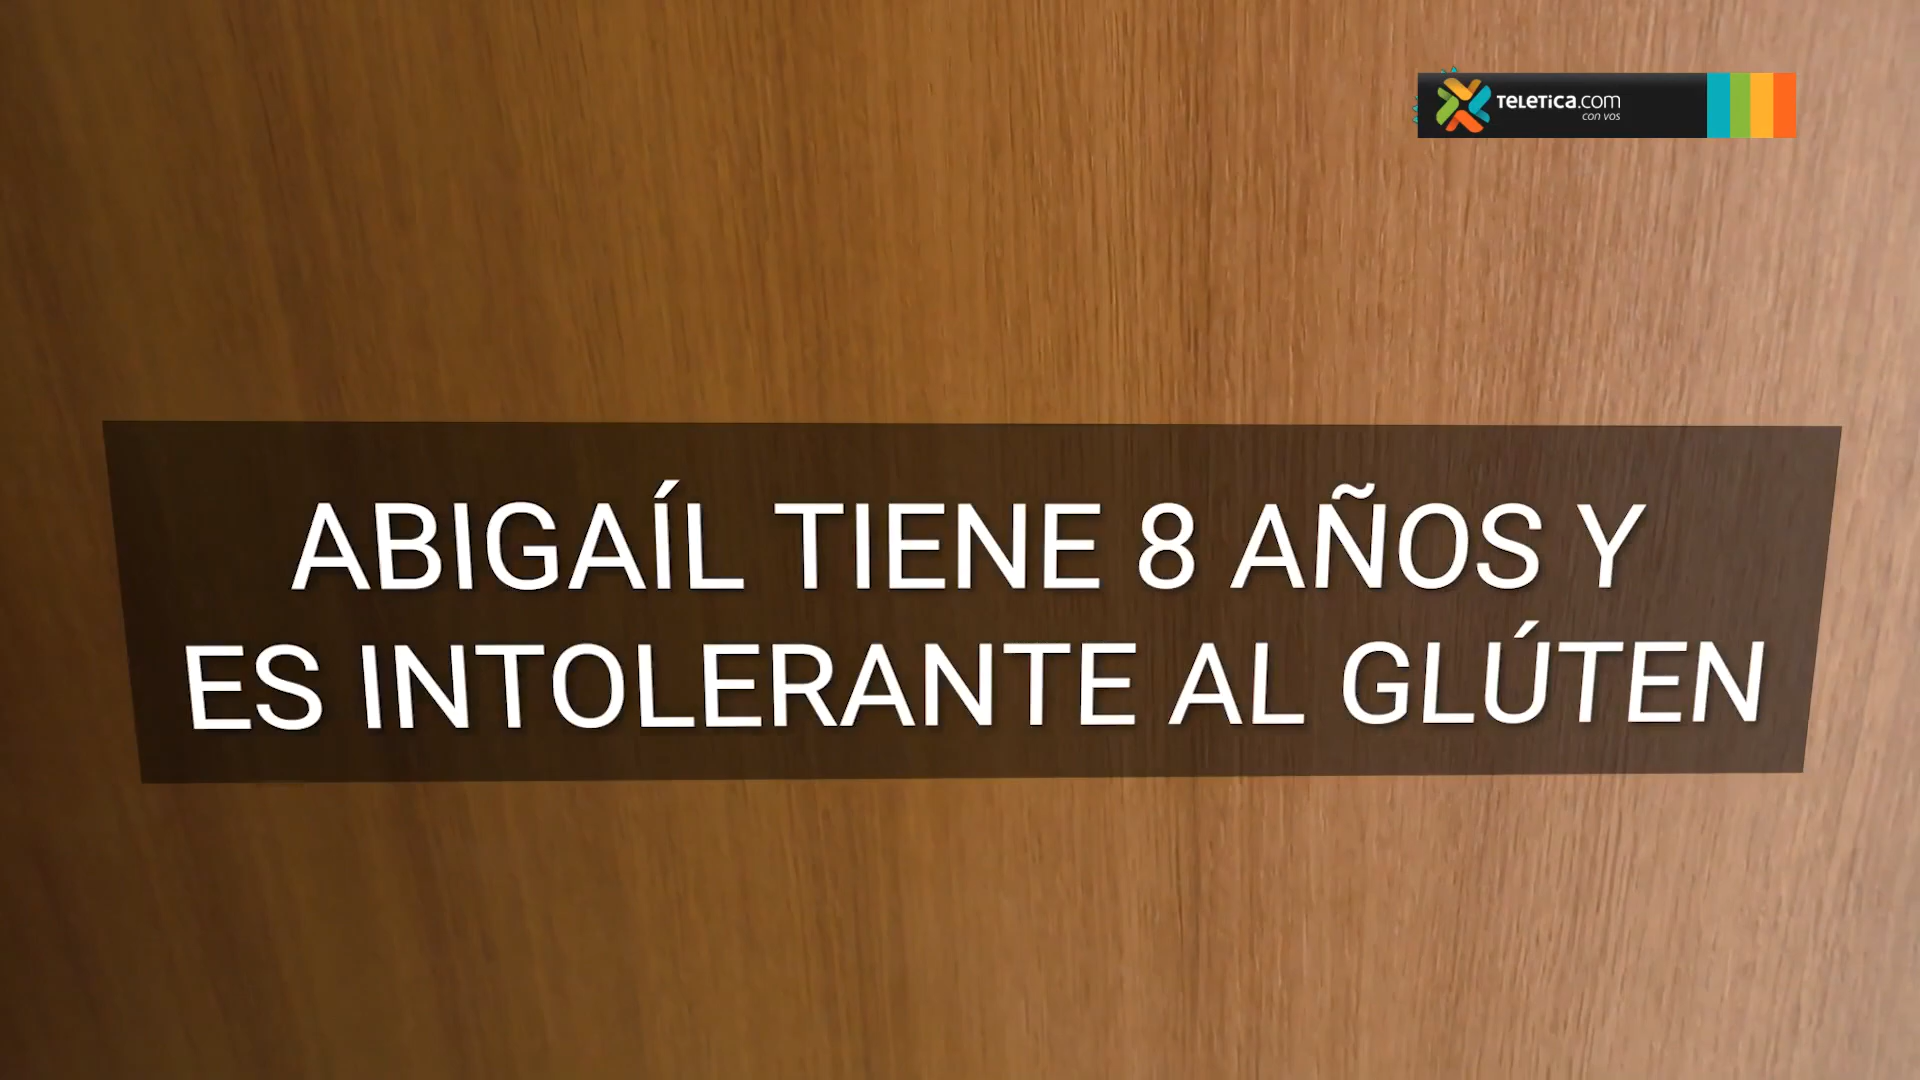 TELETICA.COM
con vos
ABIGAÍL TIENE 8 AÑOS Y
ES INTOLERANTE AL GLÚTEN